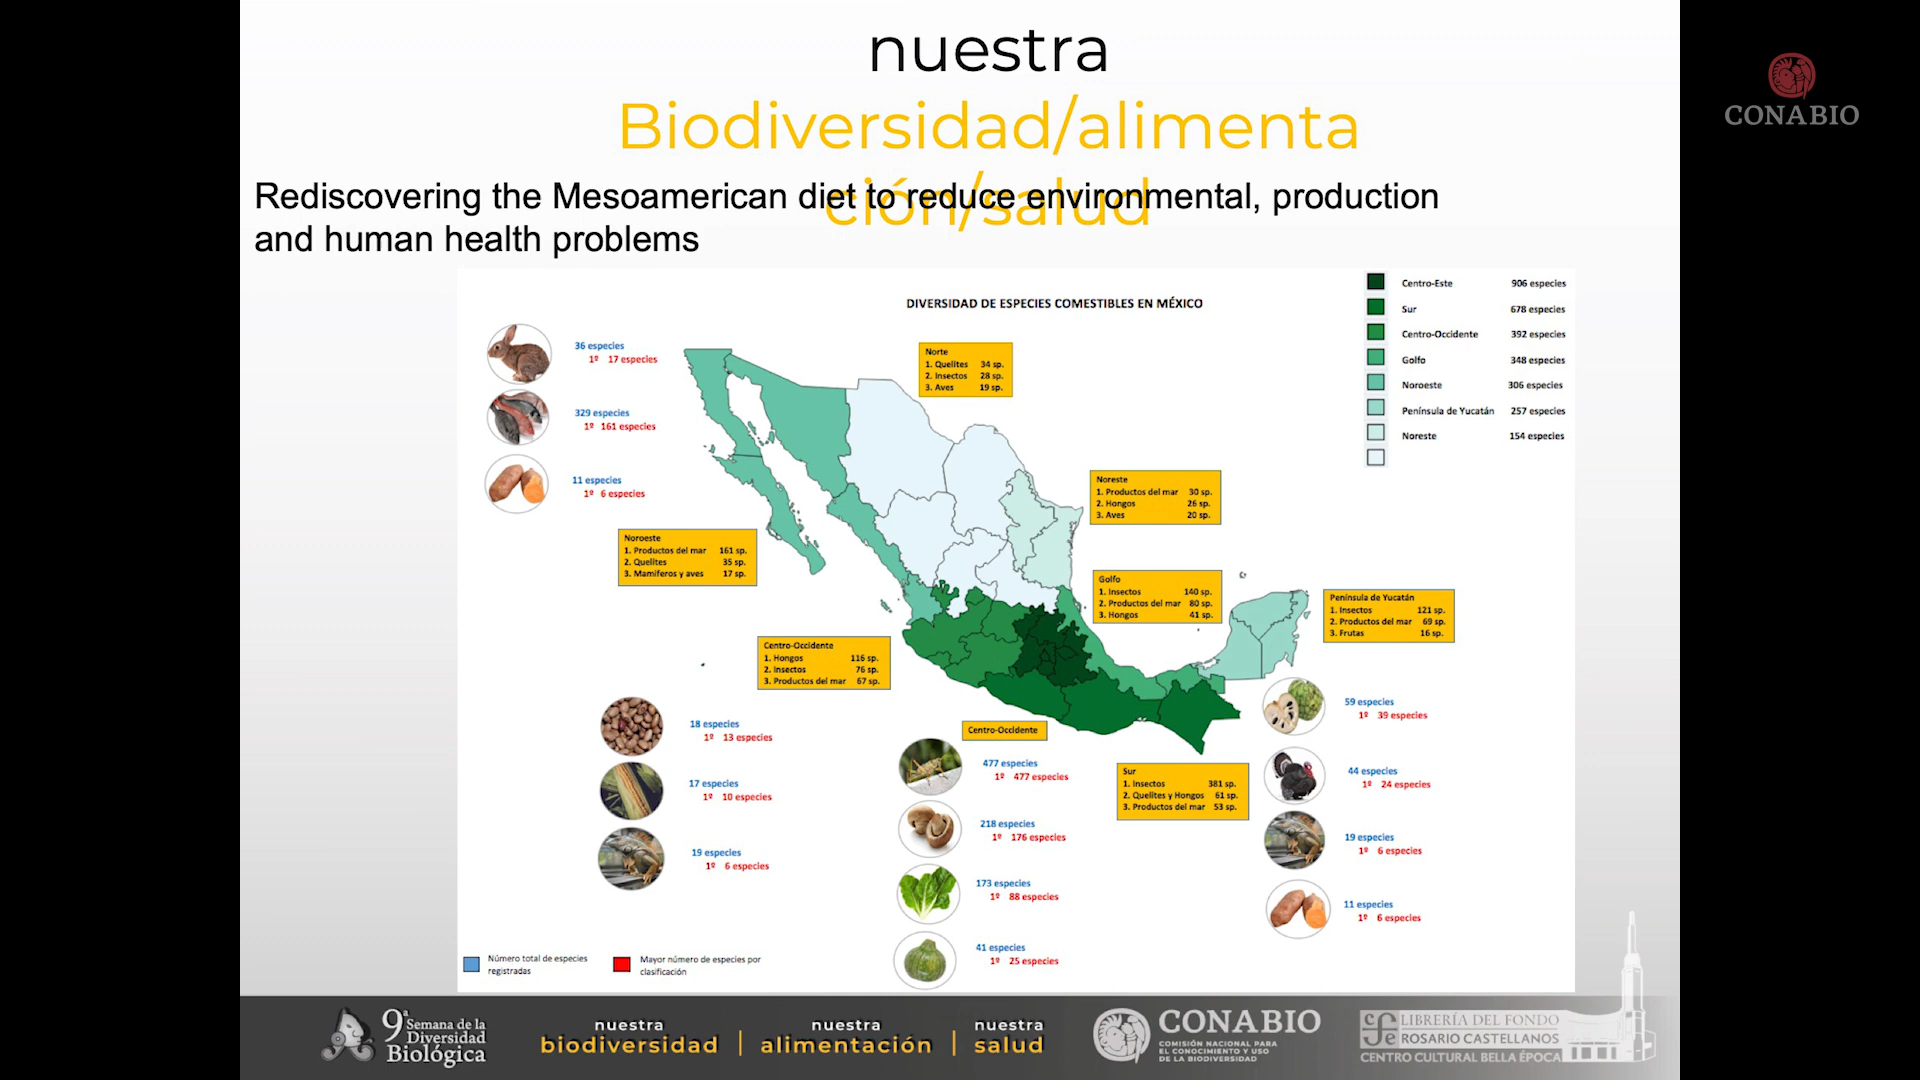 nuestra
Biodiversidad/alimenta
ción/salud
Rediscovering the Mesoamerican diet to reduce environmental, production
and human health problems
CONABIO
DIVERSIDAD DE ESPECIES COMESTIBLES EN MÉXICO
Centro-Este 906 especies
Sur 678 especies
Centro-Occidente 392 especies
Golfo 348 especies
Noroeste 306 especies
Península de Yucatán 257 especies
Noreste 154 especies
36 especies
1º 17 especies
329 especies
1º 161 especies
11 especies
1º 6 especies
Norte
1. Quelites 34 sp.
2. Insectos 28 sp.
3. Aves 19 sp.
Noreste
1. Productos del mar 30 sp.
2. Hongos 26 sp.
3. Aves 20 sp.
Noroeste
1. Productos del mar 161 sp.
2. Quelites 35 sp.
3. Mamíferos y aves 17 sp.
Golfo
1. Insectos 140 sp.
2. Productos del mar 80 sp.
3. Hongos 41 sp.
Península de Yucatán
1. Insectos 121 sp.
2. Productos del mar 69 sp.
3. Frutas 16 sp.
Centro-Occidente
1. Hongos 116 sp.
2. Insectos 76 sp.
3. Productos del mar 67 sp.
18 especies
1º 13 especies
17 especies
1º 10 especies
19 especies
1º 6 especies
Centro-Occidente
477 especies
1º 477 especies
218 especies
1º 176 especies
173 especies
1º 88 especies
41 especies
1º 25 especies
Sur
1. Insectos 381 sp.
2. Quelites y Hongos 61 sp.
3. Productos del mar 53 sp.
59 especies
1º 39 especies
44 especies
1º 24 especies
19 especies
1º 6 especies
11 especies
1º 6 especies
Número total de especies
registradas
Mayor número de especies por
clasificación
9ª Semana de la
Diversidad
Biológica
nuestra
biodiversidad
nuestra
alimentación
nuestra
salud
CONABIO
COMISIÓN NACIONAL PARA
EL CONOCIMIENTO Y USO
DE LA BIODIVERSIDAD
cfe
LIBRERÍA DEL FONDO
ROSARIO CASTELLANOS
CENTRO CULTURAL BELLA ÉPOCA